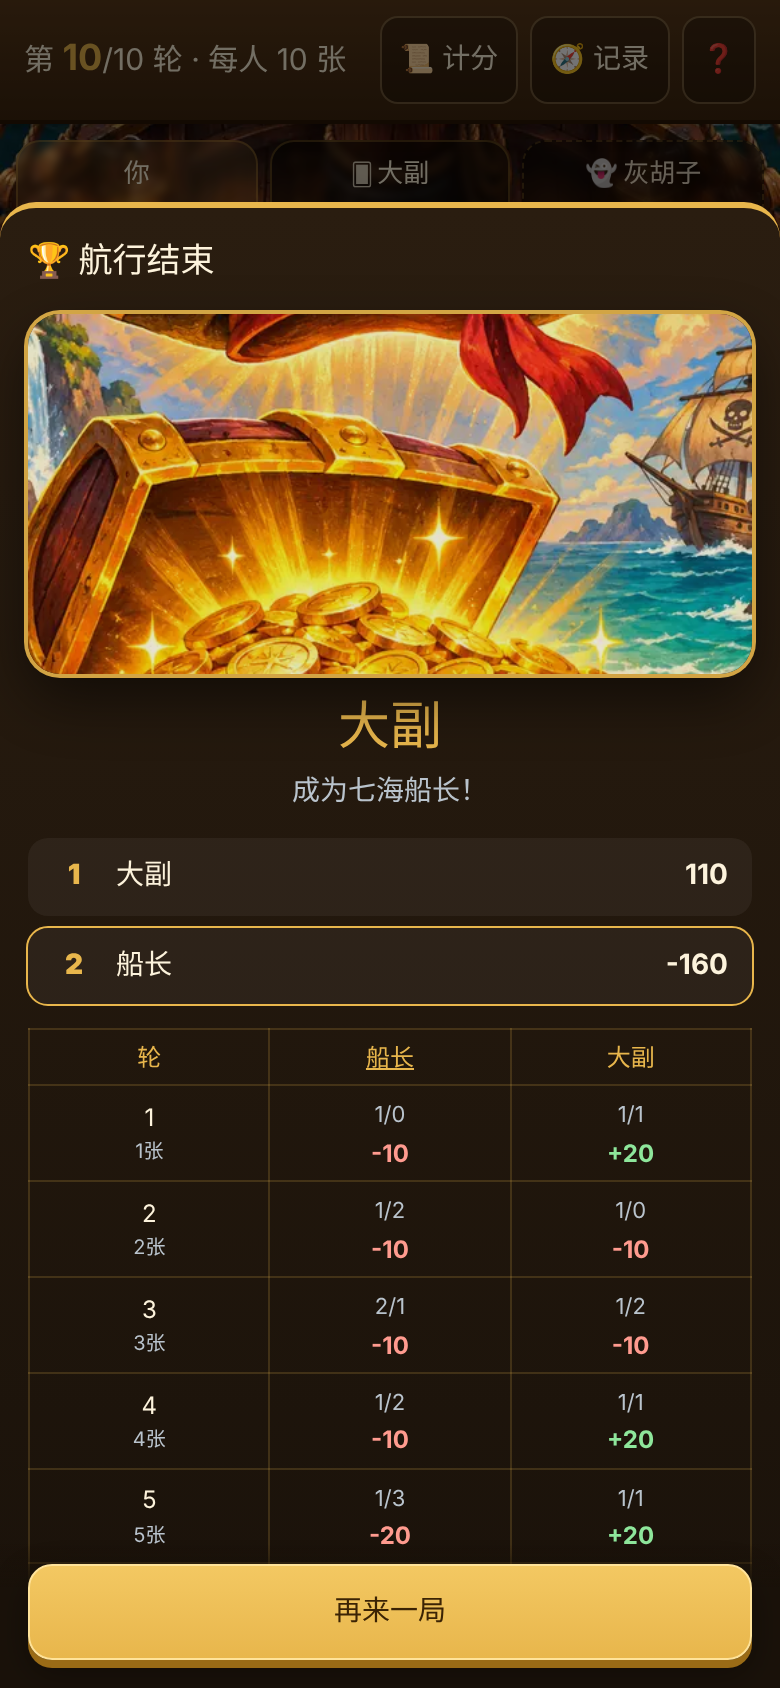 第 10/10 轮 · 每人 10 张
📜 计分
🧭 记录
❓
你
🂠 大副
👻 灰胡子
🏆 航行结束
大副
成为七海船长！
1 大副 110
2 船长 -160
轮 船长 大副
1 1/0 1/1
1张 -10 +20
2 1/2 1/0
2张 -10 -10
3 2/1 1/2
3张 -10 -10
4 1/2 1/1
4张 -10 +20
5 1/3 1/1
5张 -20 +20
再来一局